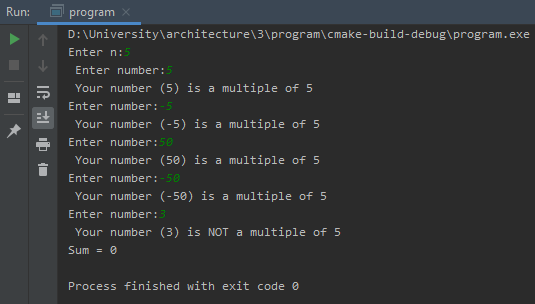 Run: program ×
D:\University\architecture\3\program\cmake-build-debug\program.exe
Enter n:5
 Enter number:5
 Your number (5) is a multiple of 5
Enter number:-5
 Your number (-5) is a multiple of 5
Enter number:50
 Your number (50) is a multiple of 5
Enter number:-50
 Your number (-50) is a multiple of 5
Enter number:3
 Your number (3) is NOT a multiple of 5
Sum = 0
Process finished with exit code 0